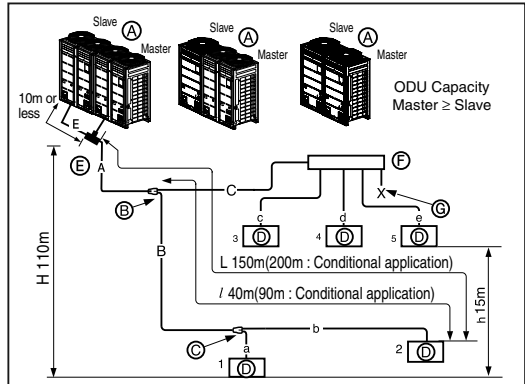 Slave Ⓐ Master
Slave Ⓐ Master
Slave Ⓐ Master
ODU Capacity
Master ≥ Slave
10m or
less
E
Ⓔ
A
Ⓕ
C
Ⓑ
X
Ⓖ
c
d
e
3 Ⓓ
4 Ⓓ
5 Ⓓ
H 110m
B
L 150m(200m : Conditional application)
l 40m(90m : Conditional application)
h 15m
b
Ⓒ
a
1 Ⓓ
2 Ⓓ